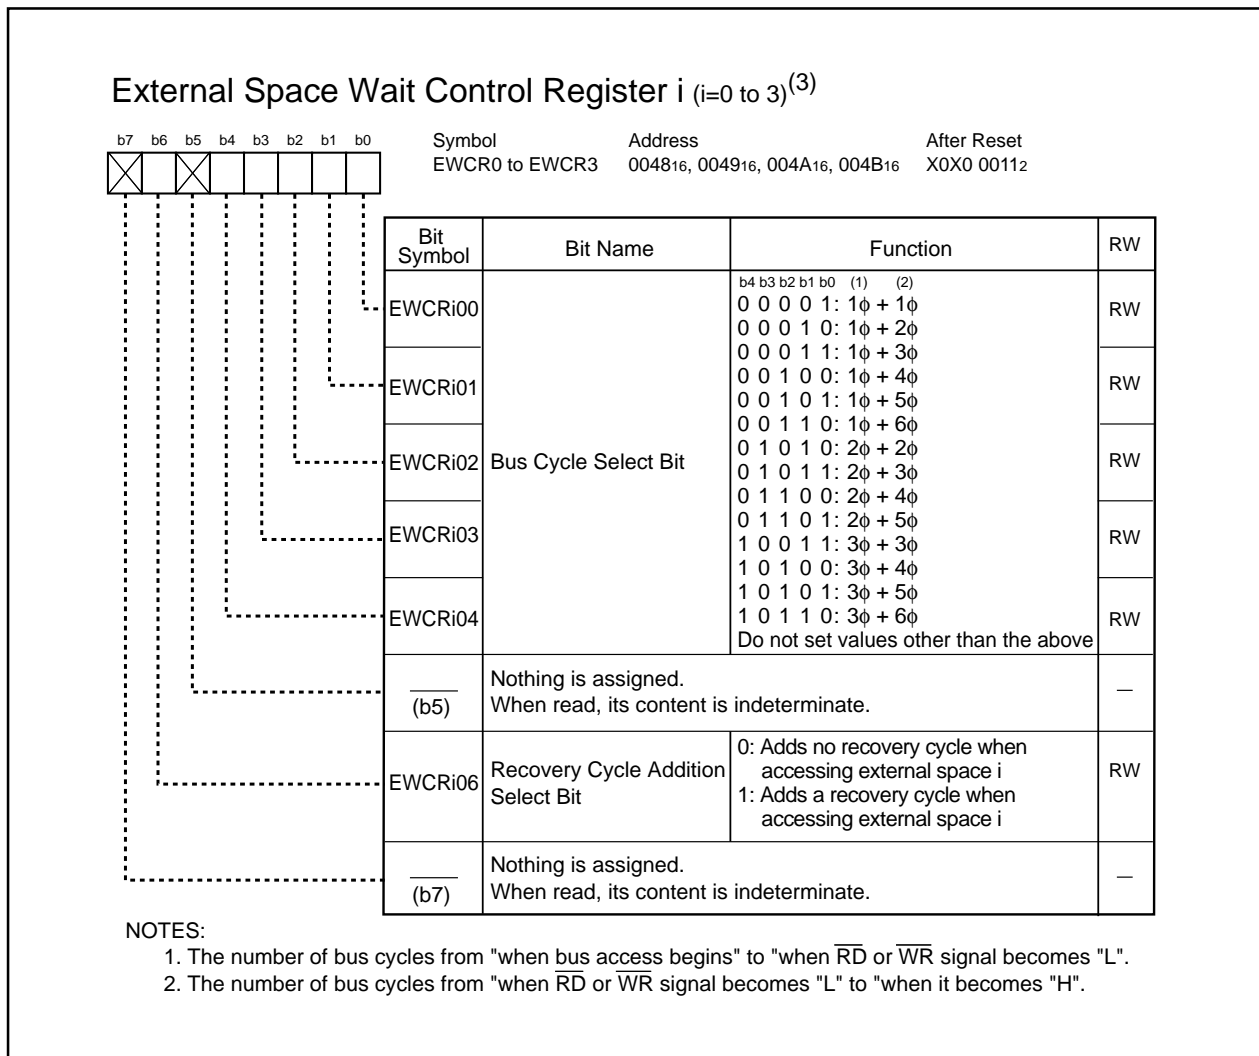 External Space Wait Control Register i (i=0 to 3)(3)
b7 b6 b5 b4 b3 b2 b1 b0
Symbol Address After Reset
EWCR0 to EWCR3 004816, 004916, 004A16, 004B16 X0X0 00112
Bit Symbol Bit Name Function RW
b4 b3 b2 b1 b0 (1) (2)
EWCRi00 RW
EWCRi01 RW
EWCRi02 Bus Cycle Select Bit RW
EWCRi03 RW
EWCRi04 RW
0 0 0 0 1: 1ϕ + 1ϕ
0 0 0 1 0: 1ϕ + 2ϕ
0 0 0 1 1: 1ϕ + 3ϕ
0 0 1 0 0: 1ϕ + 4ϕ
0 0 1 0 1: 1ϕ + 5ϕ
0 0 1 1 0: 1ϕ + 6ϕ
0 1 0 1 0: 2ϕ + 2ϕ
0 1 0 1 1: 2ϕ + 3ϕ
0 1 1 0 0: 2ϕ + 4ϕ
0 1 1 0 1: 2ϕ + 5ϕ
1 0 0 1 1: 3ϕ + 3ϕ
1 0 1 0 0: 3ϕ + 4ϕ
1 0 1 0 1: 3ϕ + 5ϕ
1 0 1 1 0: 3ϕ + 6ϕ
Do not set values other than the above
(b5)
Nothing is assigned.
When read, its content is indeterminate.
—
EWCRi06
Recovery Cycle Addition
Select Bit
0: Adds no recovery cycle when
accessing external space i
1: Adds a recovery cycle when
accessing external space i
RW
(b7)
Nothing is assigned.
When read, its content is indeterminate.
—
NOTES:
1. The number of bus cycles from "when bus access begins" to "when RD or WR signal becomes "L".
2. The number of bus cycles from "when RD or WR signal becomes "L" to "when it becomes "H".